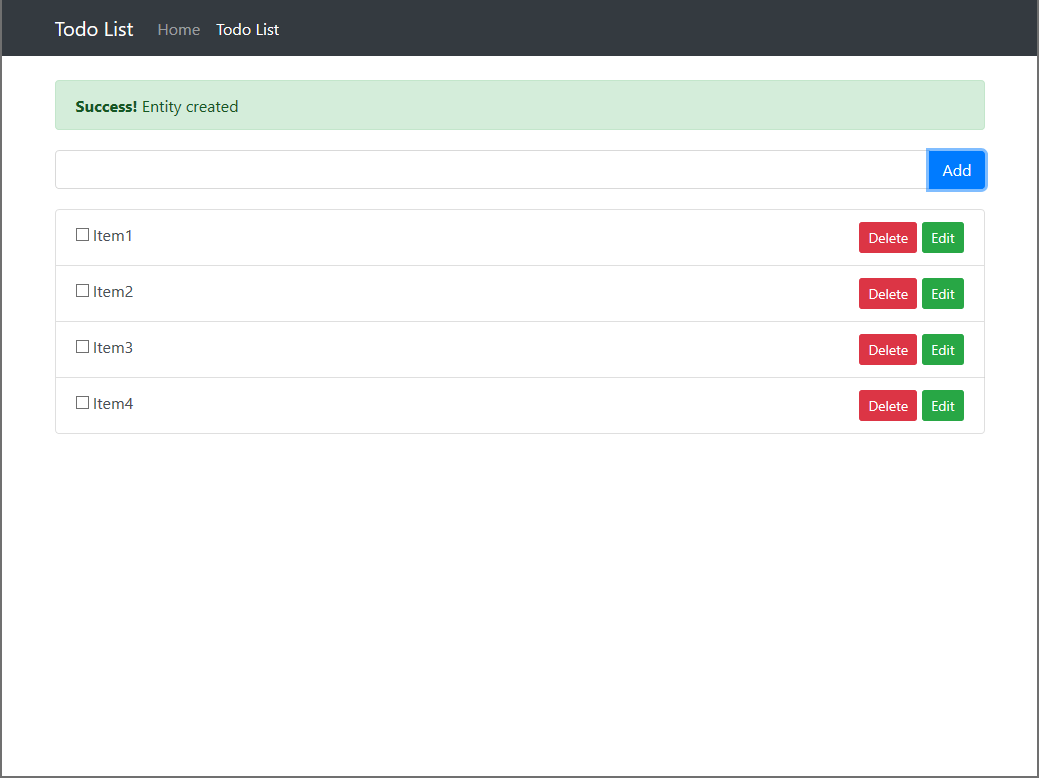 Todo List Home Todo List
Success! Entity created
Add
Item1 Delete Edit
Item2 Delete Edit
Item3 Delete Edit
Item4 Delete Edit